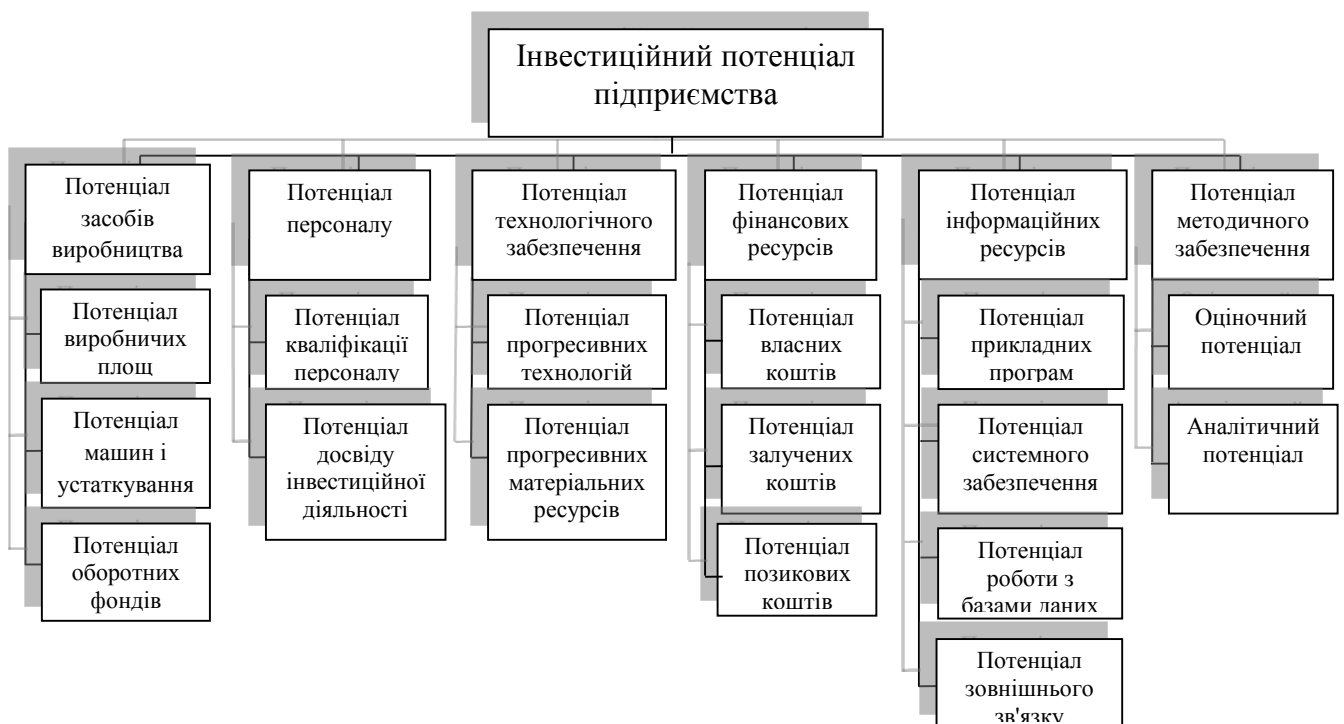 Інвестиційний потенціал
підприємства
Потенціал
засобів
виробництва
Потенціал
виробничих
площ
Потенціал
машин і
устаткування
Потенціал
оборотних
фондів
Потенціал
персоналу
Потенціал
кваліфікації
персоналу
Потенціал
досвіду
інвестиційної
діяльності
Потенціал
технологічного
забезпечення
Потенціал
прогресивних
технологій
Потенціал
прогресивних
матеріальних
ресурсів
Потенціал
фінансових
ресурсів
Потенціал
власних
коштів
Потенціал
залучених
коштів
Потенціал
позикових
коштів
Потенціал
інформаційних
ресурсів
Потенціал
прикладних
програм
Потенціал
системного
забезпечення
Потенціал
роботи з
базами даних
Потенціал
зовнішнього
зв'язку
Потенціал
методичного
забезпечення
Оціночний
потенціал
Аналітичний
потенціал